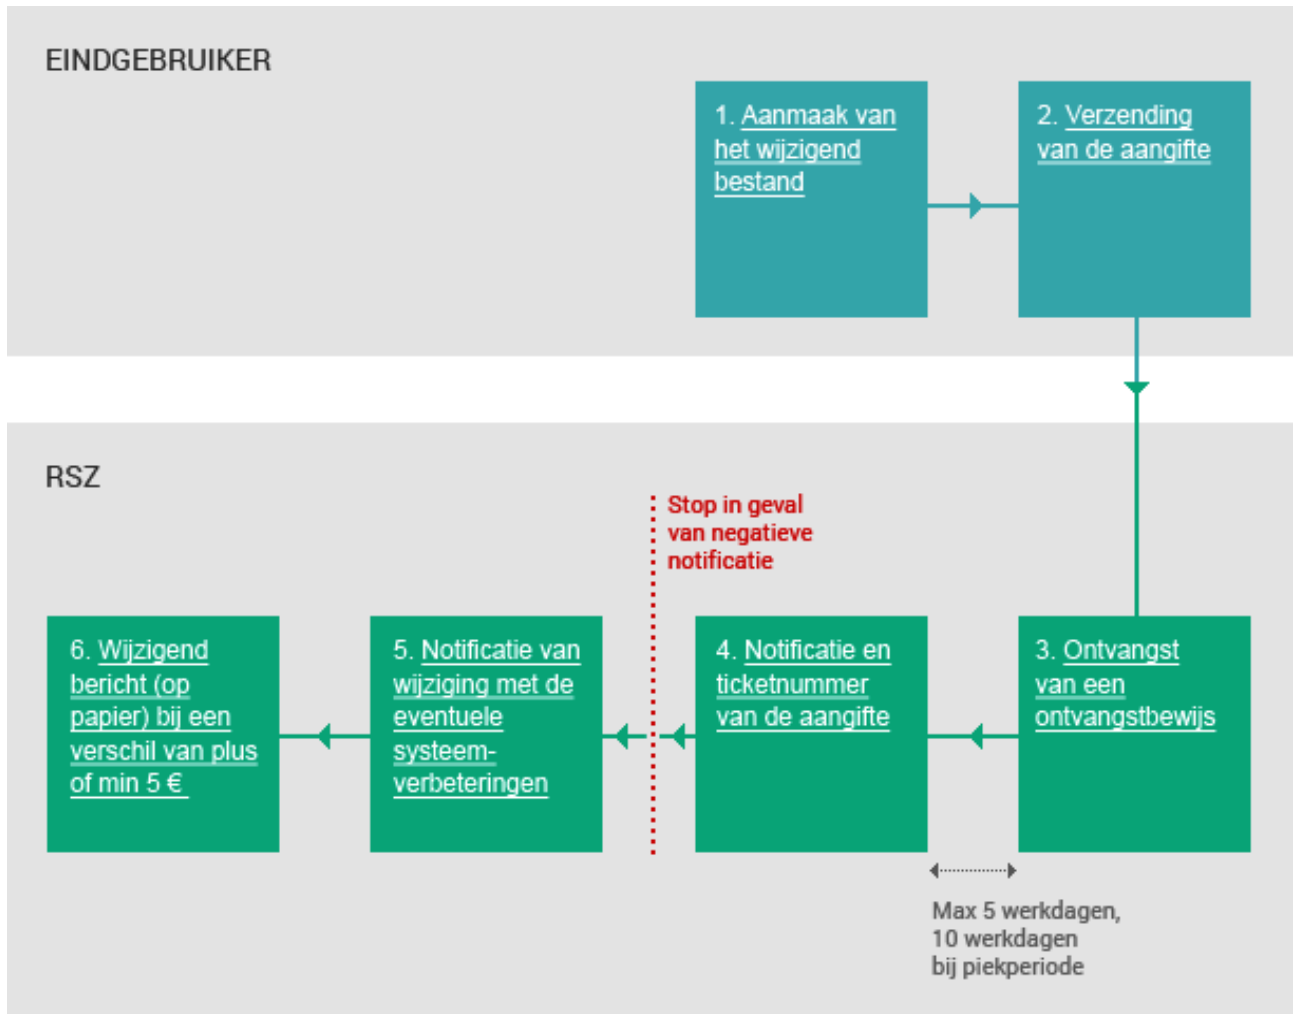 EINDGEBRUIKER
1. Aanmaak van
het wijzigend
bestand
2. Verzending
van de aangifte
RSZ
Stop in geval
van negatieve
notificatie
6. Wijzigend
bericht (op
papier) bij een
verschil van plus
of min 5 €
5. Notificatie van
wijziging met de
eventuele
systeem-
verbeteringen
4. Notificatie en
ticketnummer
van de aangifte
3. Ontvangst
van een
ontvangstbewijs
Max 5 werkdagen,
10 werkdagen
bij piekperiode